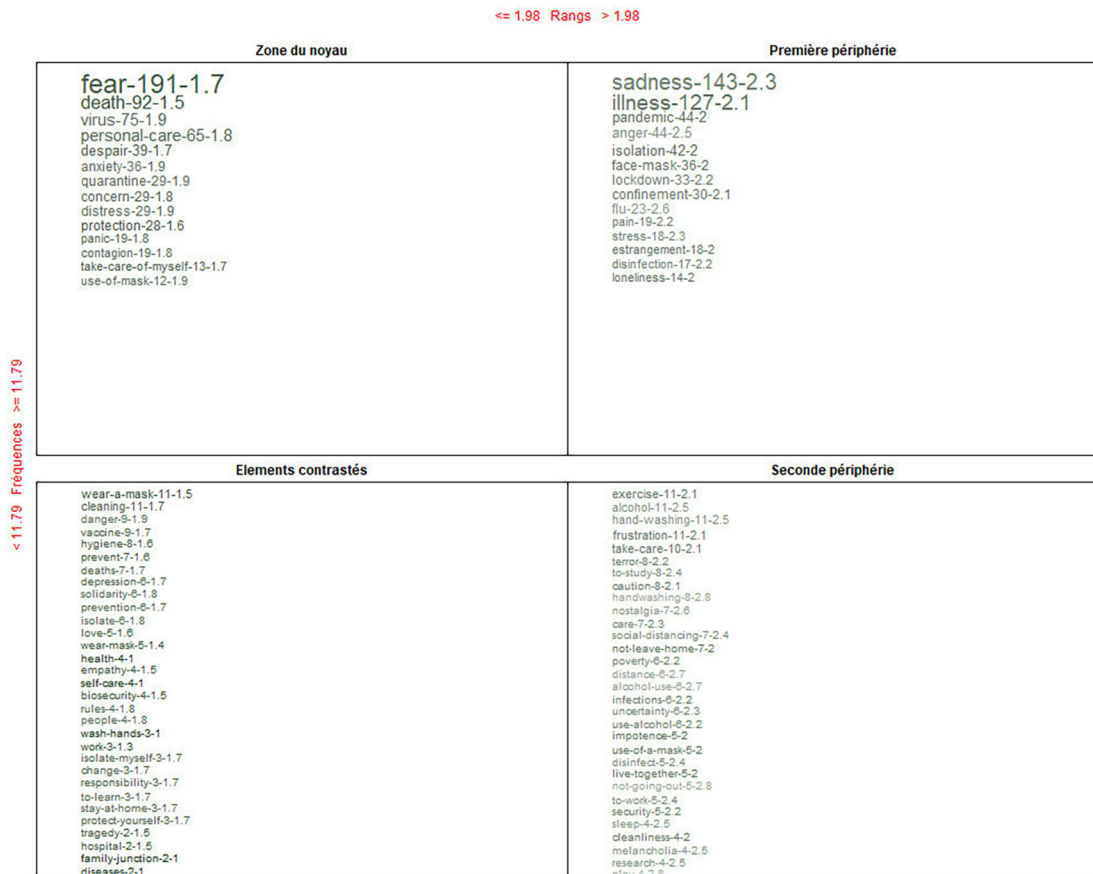 <= 1.98 Rangs > 1.98
Zone du noyau
fear-191-1.7
death-92-1.5
virus-75-1.9
personal-care-65-1.8
despair-39-1.7
anxiety-36-1.9
quarantine-29-1.9
concern-29-1.8
distress-29-1.9
protection-28-1.6
panic-19-1.8
contagion-19-1.8
take-care-of-myself-13-1.7
use-of-mask-12-1.9
Première périphérie
sadness-143-2.3
illness-127-2.1
pandemic-44-2
anger-44-2.5
isolation-42-2
face-mask-36-2
lockdown-33-2.2
confinement-30-2.1
flu-23-2.6
pain-19-2.2
stress-18-2.3
estrangement-18-2
disinfection-17-2.2
loneliness-14-2
< 11.79 Fréquences >= 11.79
Elements contrastés
wear-a-mask-11-1.5
cleaning-11-1.7
danger-9-1.9
vaccine-9-1.7
hygiene-8-1.6
prevent-7-1.6
deaths-7-1.7
depression-6-1.7
solidarity-6-1.8
prevention-6-1.7
isolate-6-1.8
love-5-1.6
wear-mask-5-1.4
health-4-1
empathy-4-1.5
self-care-4-1
biosecurity-4-1.5
rules-4-1.8
people-4-1.8
wash-hands-3-1
work-3-1.3
isolate-myself-3-1.7
change-3-1.7
responsibility-3-1.7
to-learn-3-1.7
stay-at-home-3-1.7
protect-yourself-3-1.7
tragedy-2-1.5
hospital-2-1.5
family-junction-2-1
diseases-2-1
Seconde périphérie
exercise-11-2.1
alcohol-11-2.5
hand-washing-11-2.5
frustration-11-2.1
take-care-10-2.1
terror-8-2.2
to-study-8-2.4
caution-8-2.1
handwashing-8-2.8
nostalgia-7-2.6
care-7-2.3
social-distancing-7-2.4
not-leave-home-7-2
poverty-6-2.2
distance-6-2.7
alcohol-use-6-2.7
infections-6-2.2
uncertainty-6-2.3
use-alcohol-6-2.2
impotence-5-2
use-of-a-mask-5-2
disinfect-5-2.4
live-together-5-2
not-going-out-5-2.8
to-work-5-2.4
security-5-2.2
sleep-4-2.5
cleanliness-4-2
melancholia-4-2.5
research-4-2.5